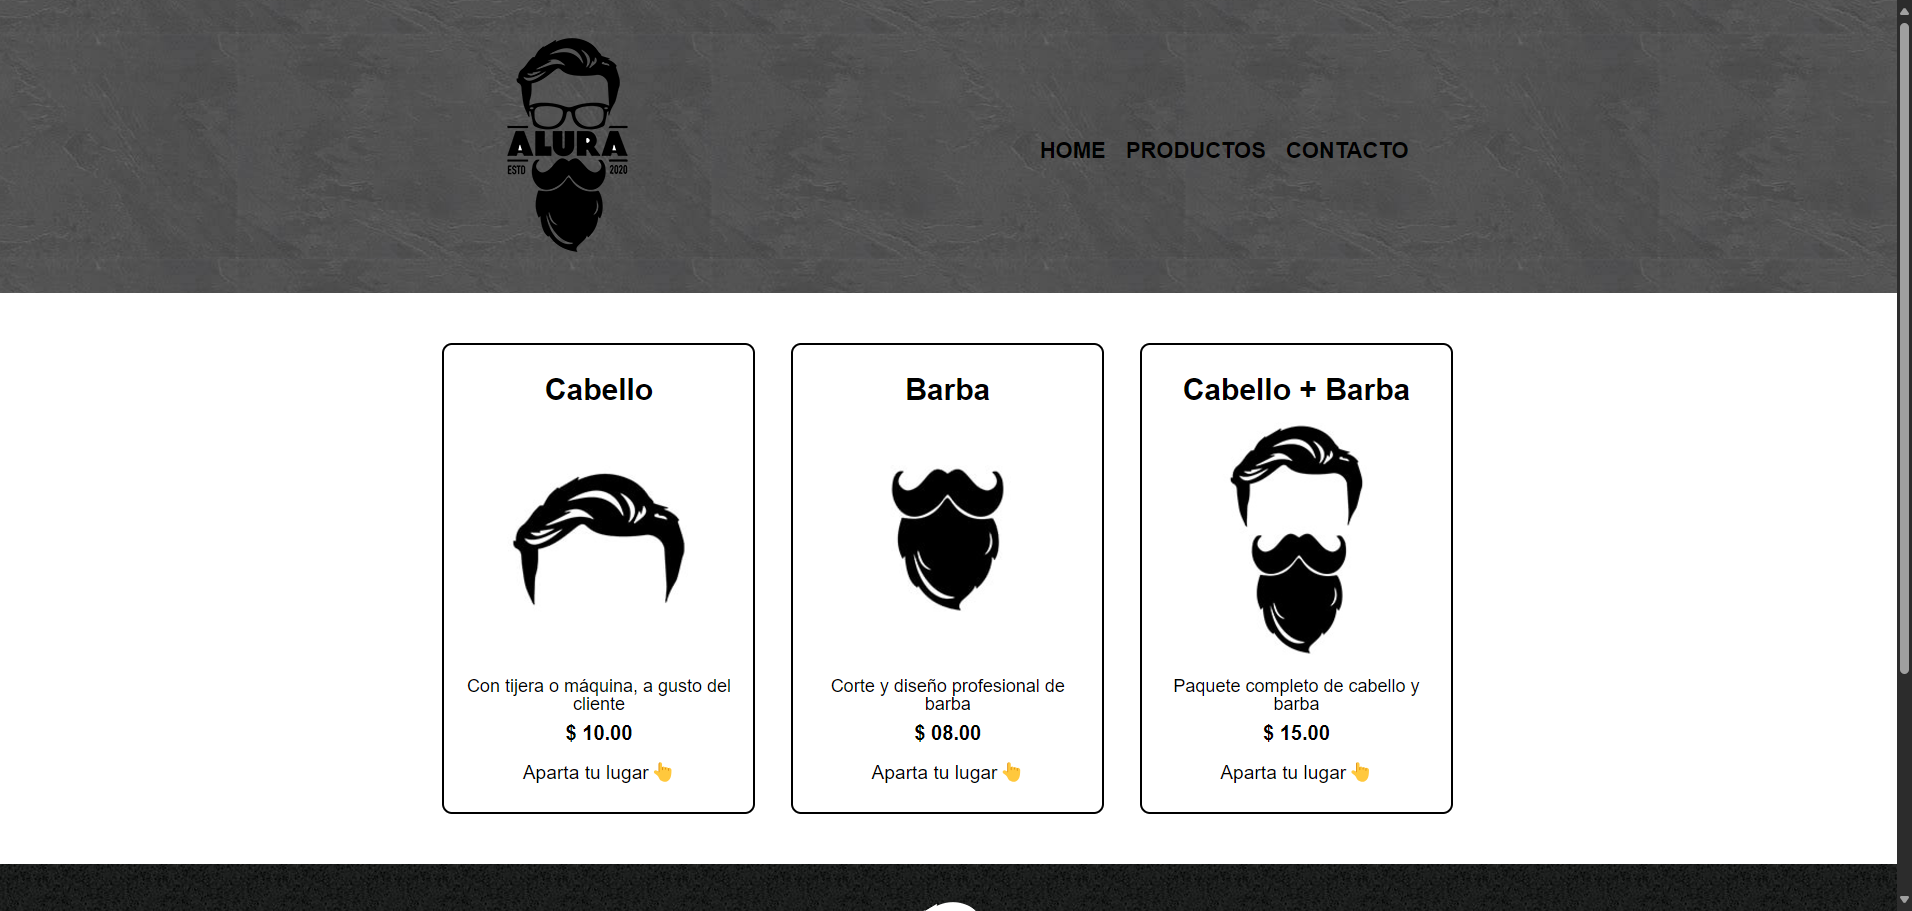 ALURA
ESTD 2020
HOME PRODUCTOS CONTACTO
Cabello
Con tijera o máquina, a gusto del
cliente
$ 10.00
Aparta tu lugar 👆
Barba
Corte y diseño profesional de
barba
$ 08.00
Aparta tu lugar 👆
Cabello + Barba
Paquete completo de cabello y
barba
$ 15.00
Aparta tu lugar 👆